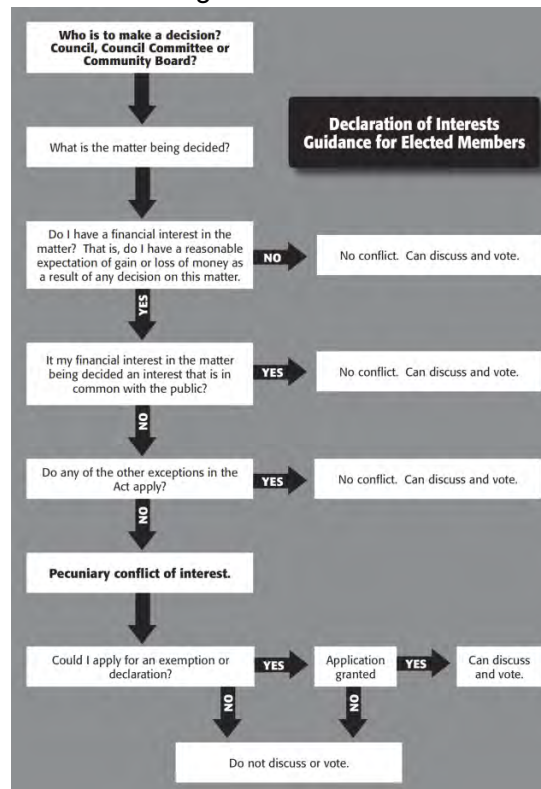 Who is to make a decision?
Council, Council Committee or
Community Board?
Declaration of Interests
Guidance for Elected Members
What is the matter being decided?
Do I have a financial interest in the
matter? That is, do I have a reasonable
expectation of gain or loss of money as
a result of any decision on this matter.
NO
No conflict. Can discuss and vote.
YES
It my financial interest in the matter
being decided an interest that is in
common with the public?
YES
No conflict. Can discuss and vote.
NO
Do any of the other exceptions in the
Act apply?
YES
No conflict. Can discuss and vote.
NO
Pecuniary conflict of interest.
Could I apply for an exemption or
declaration?
YES
Application
granted
YES
Can discuss
and vote.
NO
NO
Do not discuss or vote.